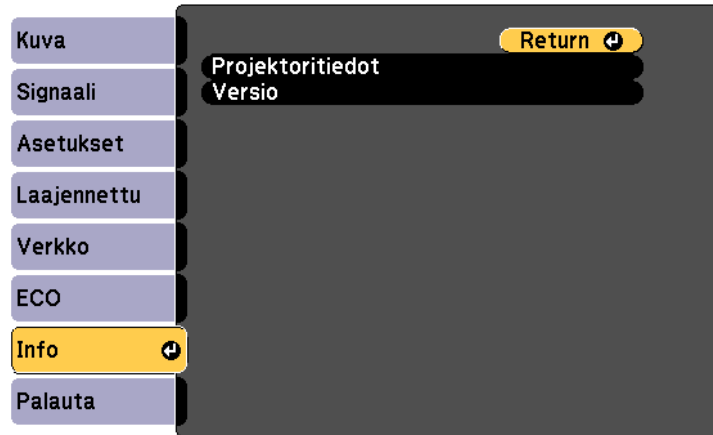 Kuva
Signaali
Asetukset
Laajennettu
Verkko
ECO
Info
Palauta
Return
Projektoritiedot
Versio